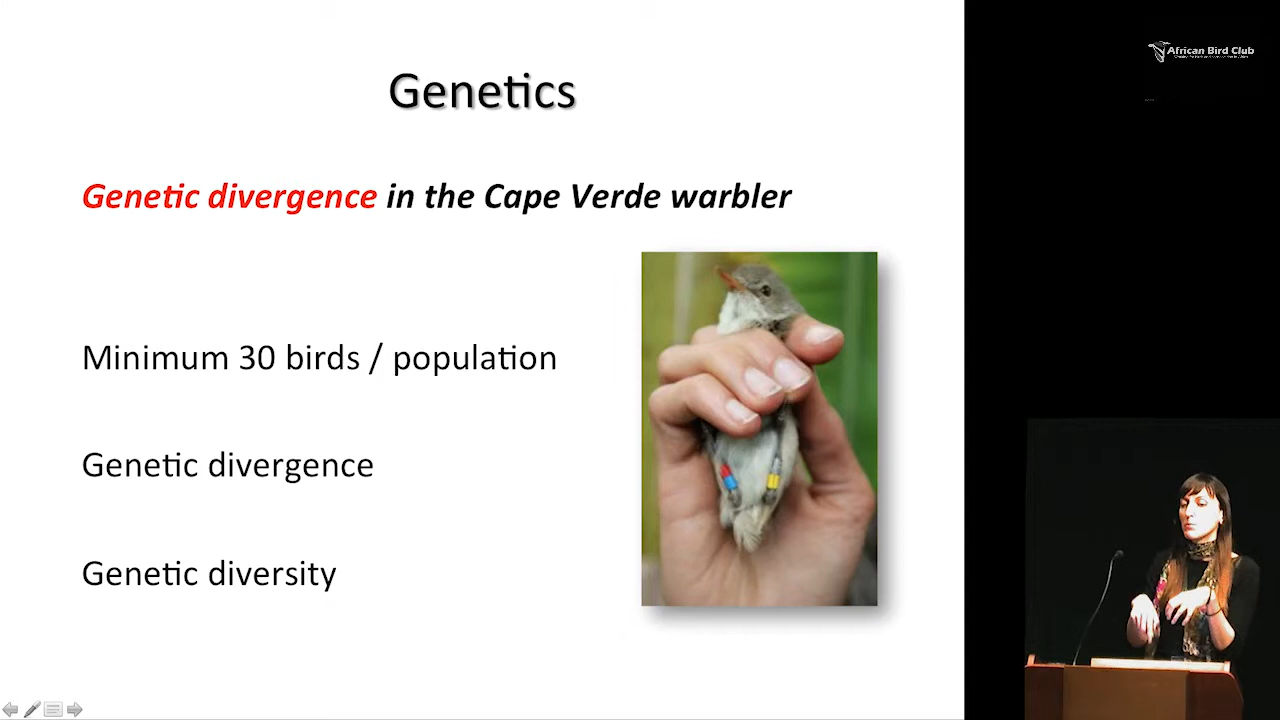 Genetics
Genetic divergence in the Cape Verde warbler
Minimum 30 birds / population
Genetic divergence
Genetic diversity
African Bird Club